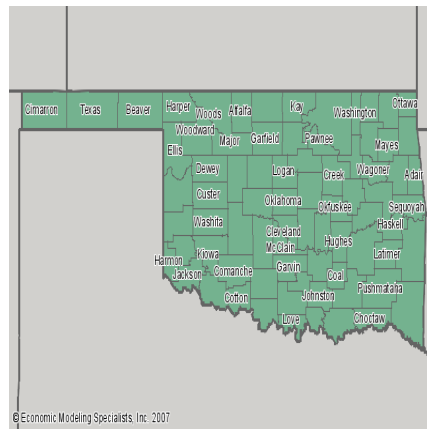 Cimarron Texas Beaver Harper Woods Alfalfa Kay Washington Ottawa
Woodward Major Garfield Pawnee Mayes
Ellis Dewey Logan Creek Wagoner Adair
Custer Oklahoma Okfuskee Sequoyah
Washita Cleveland Hughes Haskell
McClain Latimer
Harmon Kiowa Comanche Garvin Coal
Jackson Cotton Johnston Pushmataha
Love Choctaw
© Economic Modeling Specialists, Inc. 2007